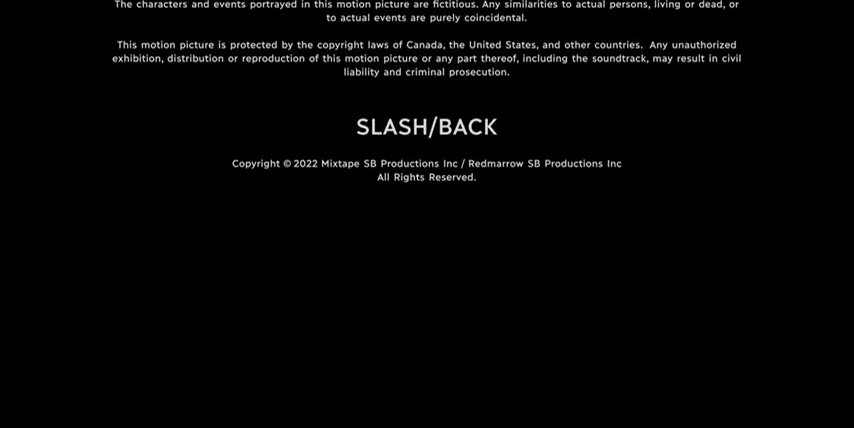 The characters and events portrayed in this motion picture are fictitious. Any similarities to actual persons, living or dead, or
to actual events are purely coincidental.
This motion picture is protected by the copyright laws of Canada, the United States, and other countries. Any unauthorized
exhibition, distribution or reproduction of this motion picture or any part thereof, including the soundtrack, may result in civil
liability and criminal prosecution.
SLASH/BACK
Copyright © 2022 Mixtape SB Productions Inc / Redmarrow SB Productions Inc
All Rights Reserved.